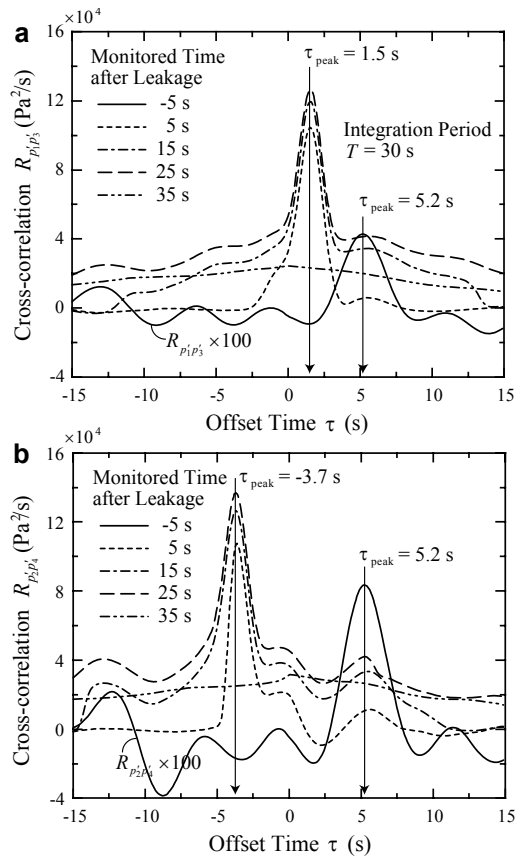 a
×10⁴
Monitored Time
after Leakage
-5 s
5 s
15 s
25 s
35 s
τpeak = 1.5 s
Integration Period
T = 30 s
τpeak = 5.2 s
Rp′1p′3 ×100
Cross-correlation Rp′1p′3 (Pa²/s)
16
12
8
4
0
-4
-15 -10 -5 0 5 10 15
Offset Time τ (s)
b
×10⁴
Monitored Time
after Leakage
-5 s
5 s
15 s
25 s
35 s
τpeak = -3.7 s
τpeak = 5.2 s
Rp′2p′4 ×100
Cross-correlation Rp′2p′4 (Pa²/s)
16
12
8
4
0
-4
-15 -10 -5 0 5 10 15
Offset Time τ (s)